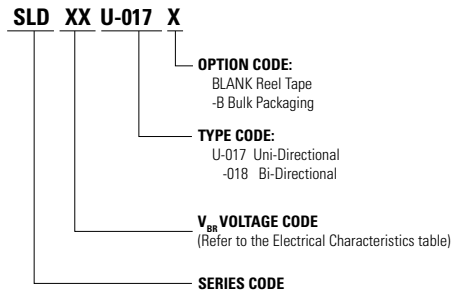 SLD XX U-017 X
OPTION CODE:
BLANK Reel Tape
-B Bulk Packaging
TYPE CODE:
U-017 Uni-Directional
-018 Bi-Directional
VBR VOLTAGE CODE
(Refer to the Electrical Characteristics table)
SERIES CODE